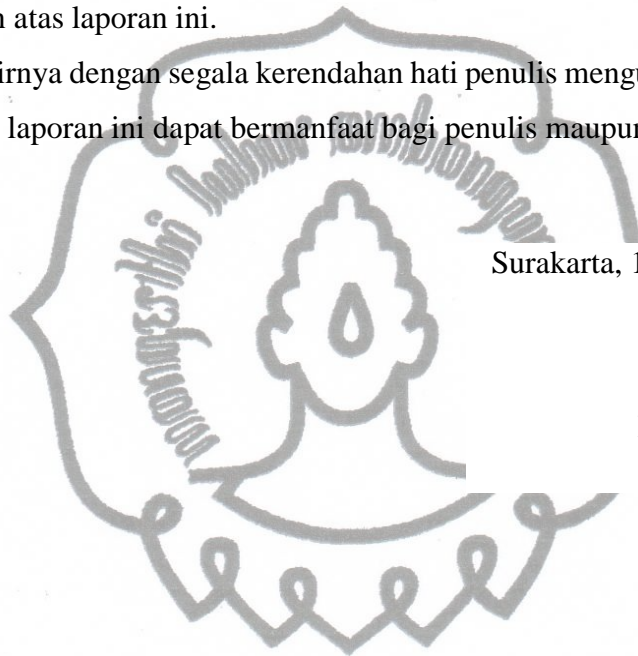 n atas laporan ini.
irnya dengan segala kerendahan hati penulis mengu
laporan ini dapat bermanfaat bagi penulis maupun
Surakarta, 1